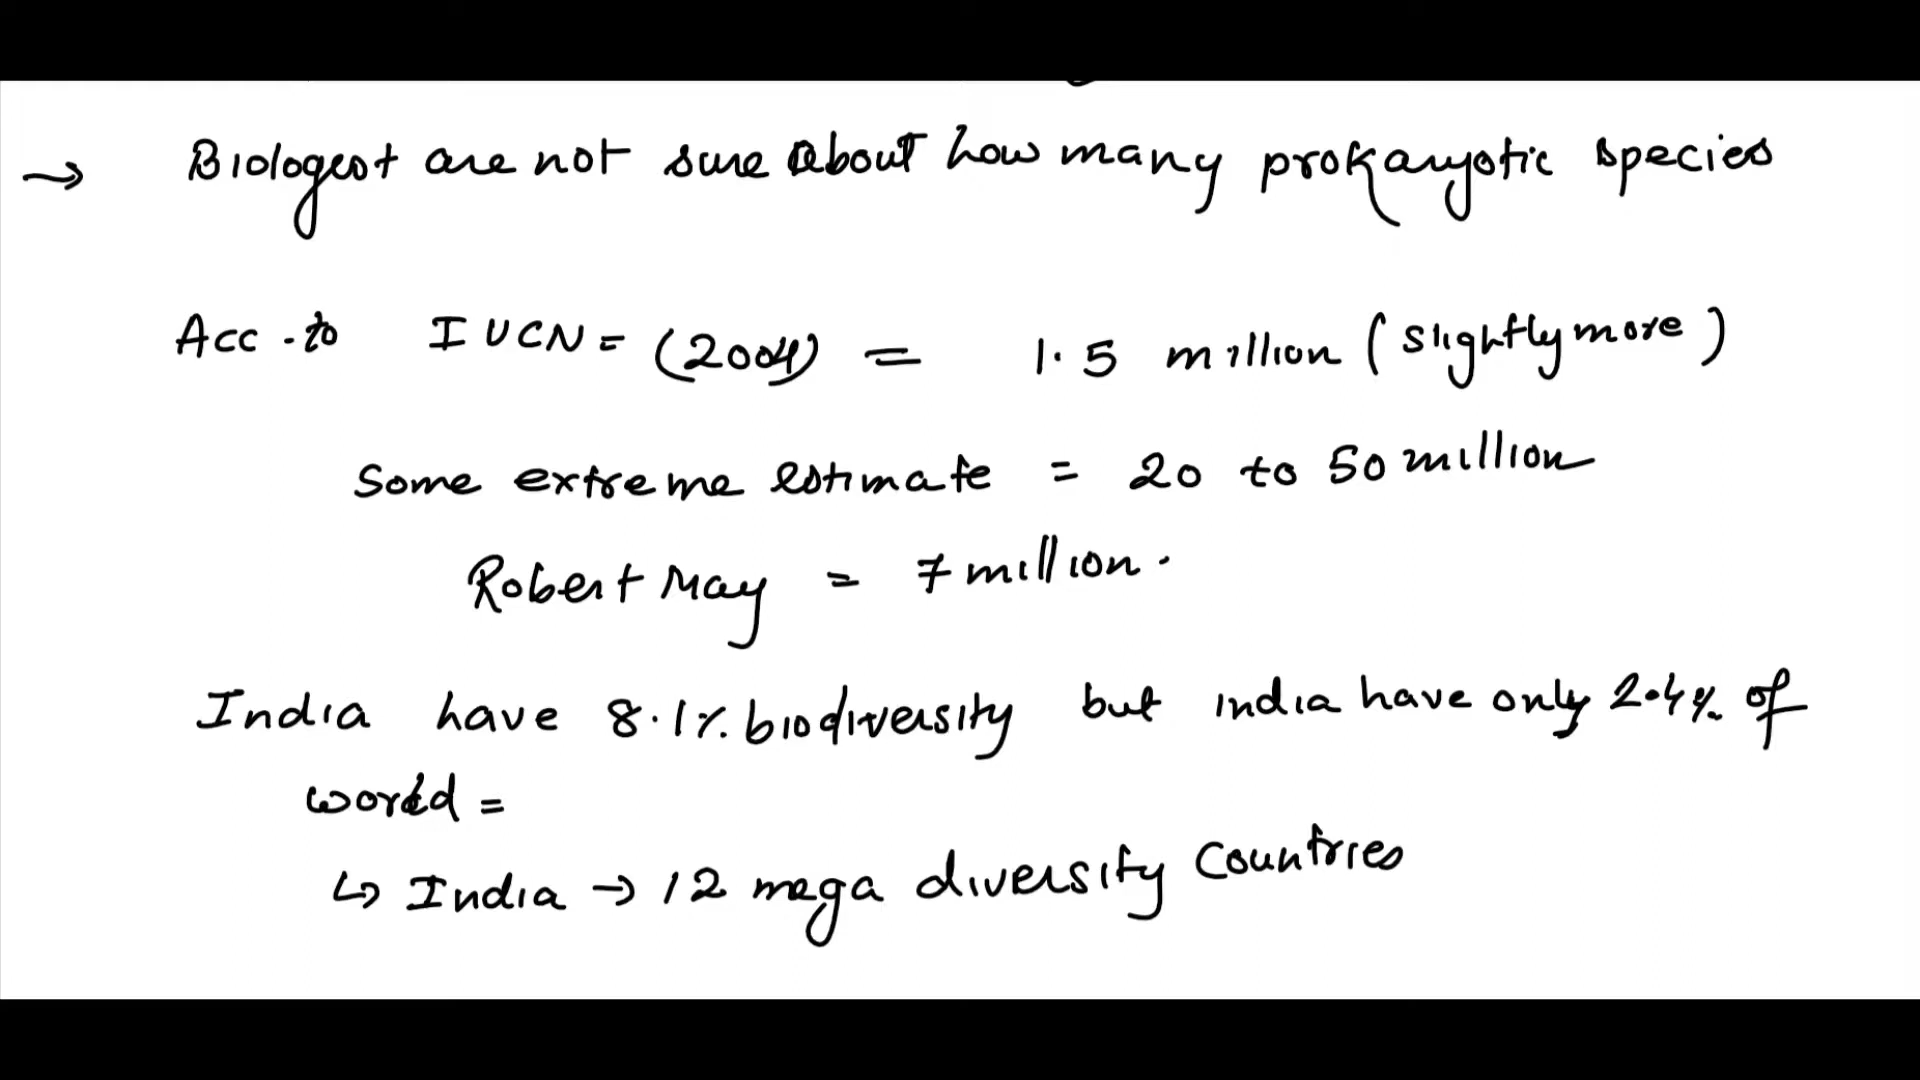 → Biologist are not sure about how many prokaryotic species
Acc. to IUCN = (2004) = 1.5 million (slightly more)
Some extreme estimate = 20 to 50 million
Robert May = 7 million.
India have 8.1% biodiversity but india have only 2.4% of
world =
↳ India → 12 mega diversity Countries